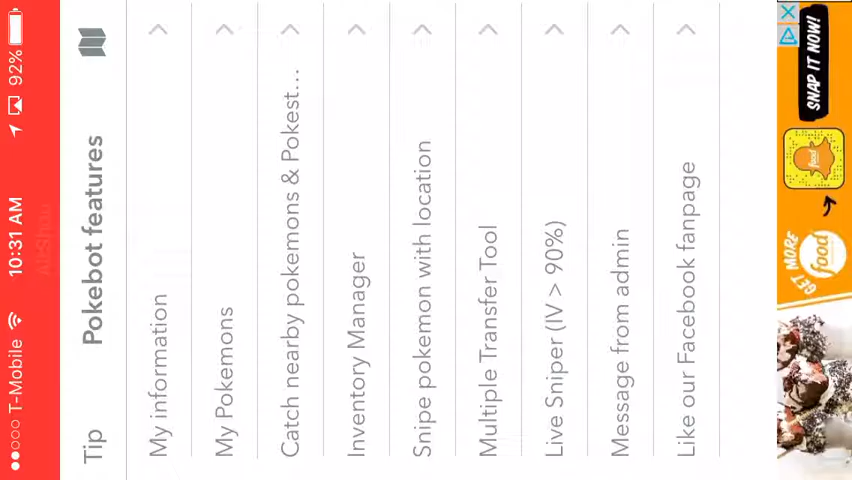 T-Mobile 10:31 AM 92%
Tip Pokebot features
My information
My Pokemons
Catch nearby pokemons & Pokest...
Inventory Manager
Snipe pokemon with location
Multiple Transfer Tool
Live Sniper (IV > 90%)
Message from admin
Like our Facebook fanpage
GET MORE
food
food
SNAP IT NOW!